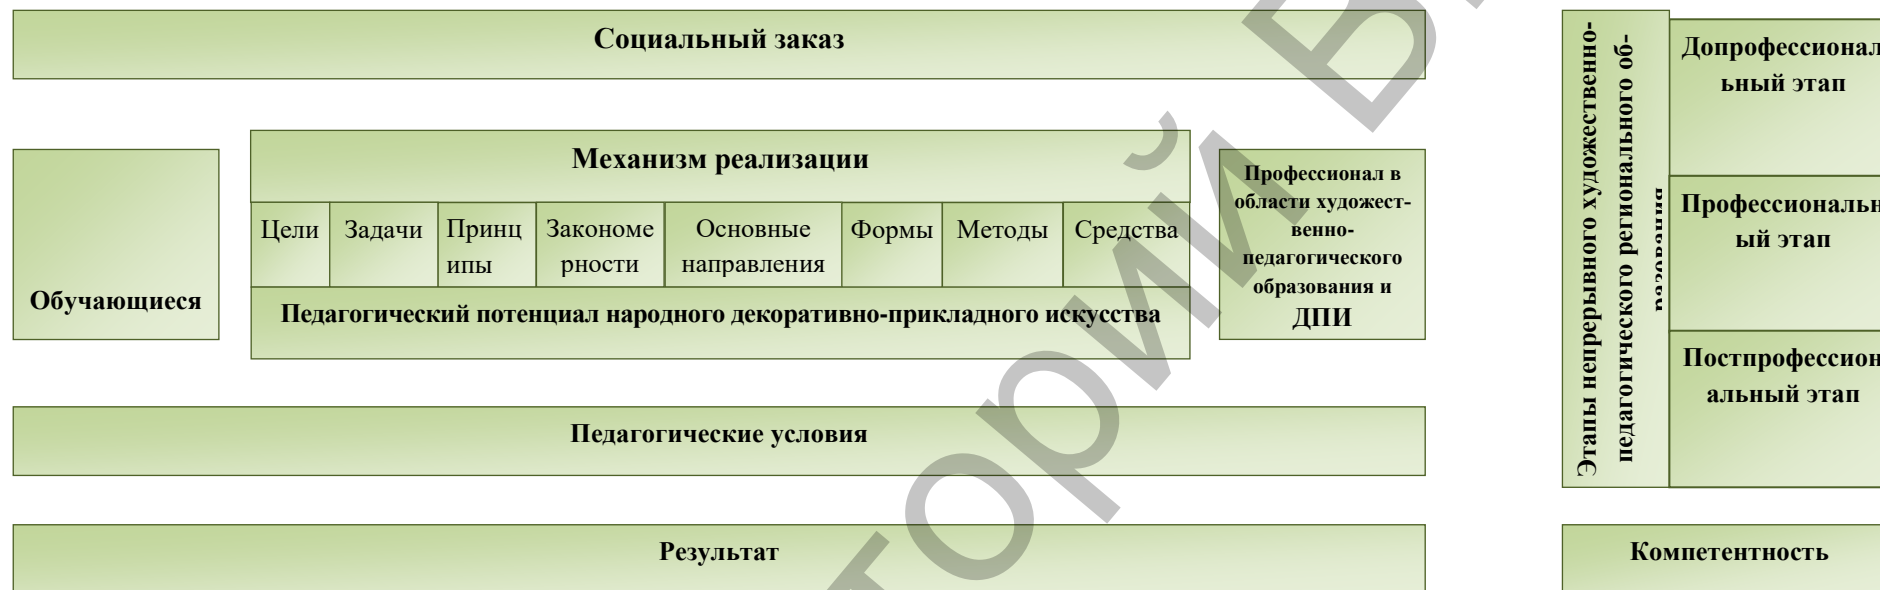 Социальный заказ
Обучающиеся
Механизм реализации
Цели
Задачи
Принц
ипы
Закономе
рности
Основные
направления
Формы
Методы
Средства
Педагогический потенциал народного декоративно-прикладного искусства
Профессионал в
области художест-
венно-
педагогического
образования и
ДПИ
Педагогические условия
Результат
Этапы непрерывного художественно-
педагогического регионального об-
разования
Допрофессионал
ьный этап
Профессиональн
ый этап
Постпрофессион
альный этап
Компетентность